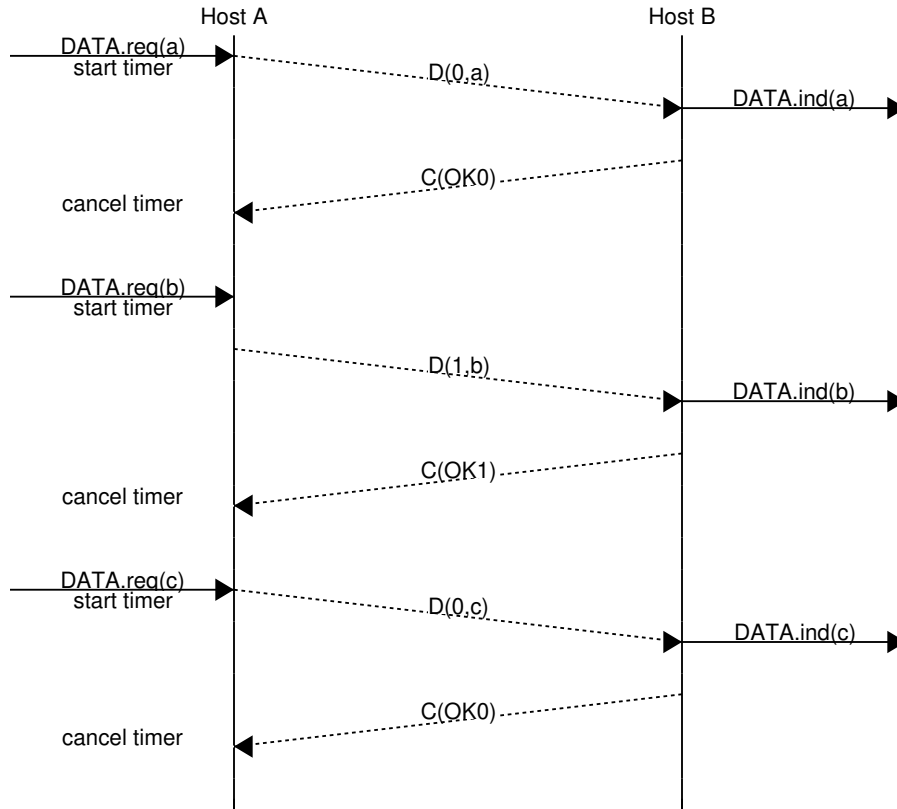 Host A
Host B
DATA.req(a)
start timer
D(0,a)
DATA.ind(a)
C(OK0)
cancel timer
DATA.req(b)
start timer
D(1,b)
DATA.ind(b)
C(OK1)
cancel timer
DATA.req(c)
start timer
D(0,c)
DATA.ind(c)
C(OK0)
cancel timer